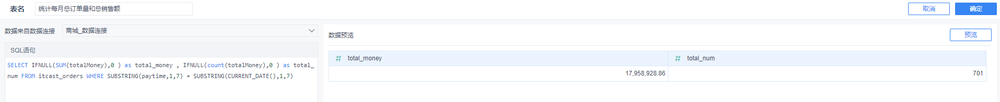 表名 统计每月总订单量和总销售额 取消 确定
数据来自数据连接 商城_数据连接
数据预览 预览
SQL语句
SELECT IFNULL(SUM(totalMoney),0 ) as total_money , IFNULL(count(totalMoney),0 ) as total_
num FROM itcast_orders WHERE SUBSTRING(paytime,1,7) = SUBSTRING(CURRENT_DATE(),1,7)
# total_money # total_num
17,958,928.86 701